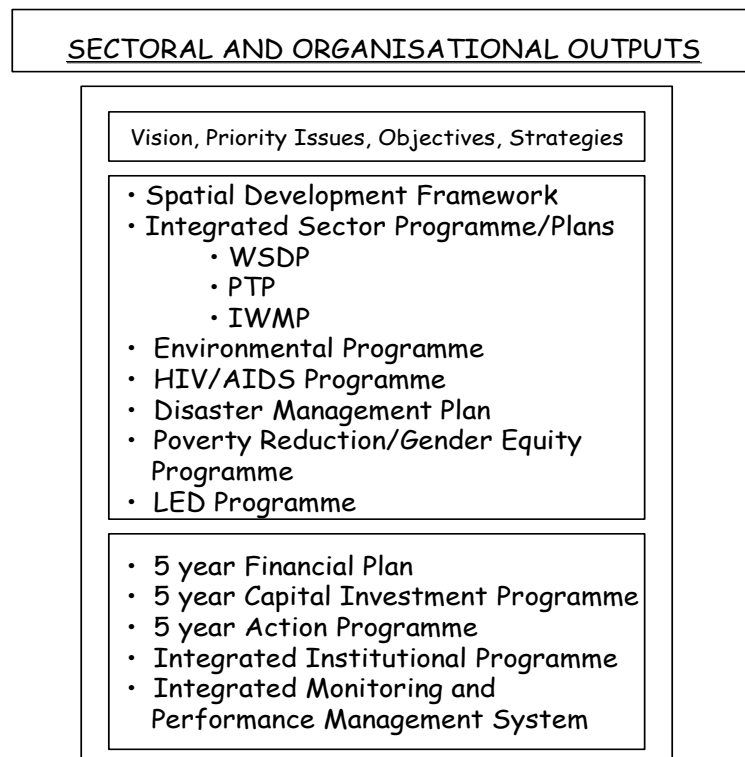 SECTORAL AND ORGANISATIONAL OUTPUTS
Vision, Priority Issues, Objectives, Strategies
• Spatial Development Framework
• Integrated Sector Programme/Plans
• WSDP
• PTP
• IWMP
• Environmental Programme
• HIV/AIDS Programme
• Disaster Management Plan
• Poverty Reduction/Gender Equity
Programme
• LED Programme
• 5 year Financial Plan
• 5 year Capital Investment Programme
• 5 year Action Programme
• Integrated Institutional Programme
• Integrated Monitoring and
Performance Management System